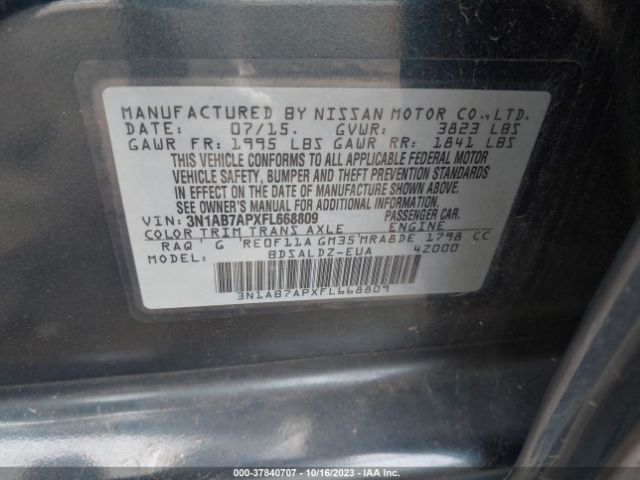 MANUFACTURED BY NISSAN MOTOR CO.,LTD.
DATE: 07/15. GVWR: 3823 LBS
GAWR FR: 1995 LBS GAWR RR: 1841 LBS
THIS VEHICLE CONFORMS TO ALL APPLICABLE FEDERAL MOTOR
VEHICLE SAFETY, BUMPER AND THEFT PREVENTION STANDARDS
IN EFFECT ON THE DATE OF MANUFACTURE SHOWN ABOVE.
SEE OWNER'S MANUAL FOR ADDITIONAL INFORMATION.
VIN: 3N1AB7APXFL668809 PASSENGER CAR.
COLOR TRIM TRANS AXLE ENGINE
RAQ G RE0F11A GM35 MRA8DE 1798 CC
MODEL: BDSALDZ-EUA 42000
3N1AB7APXFL668809
000-37840707 - 10/16/2023 - IAA Inc.